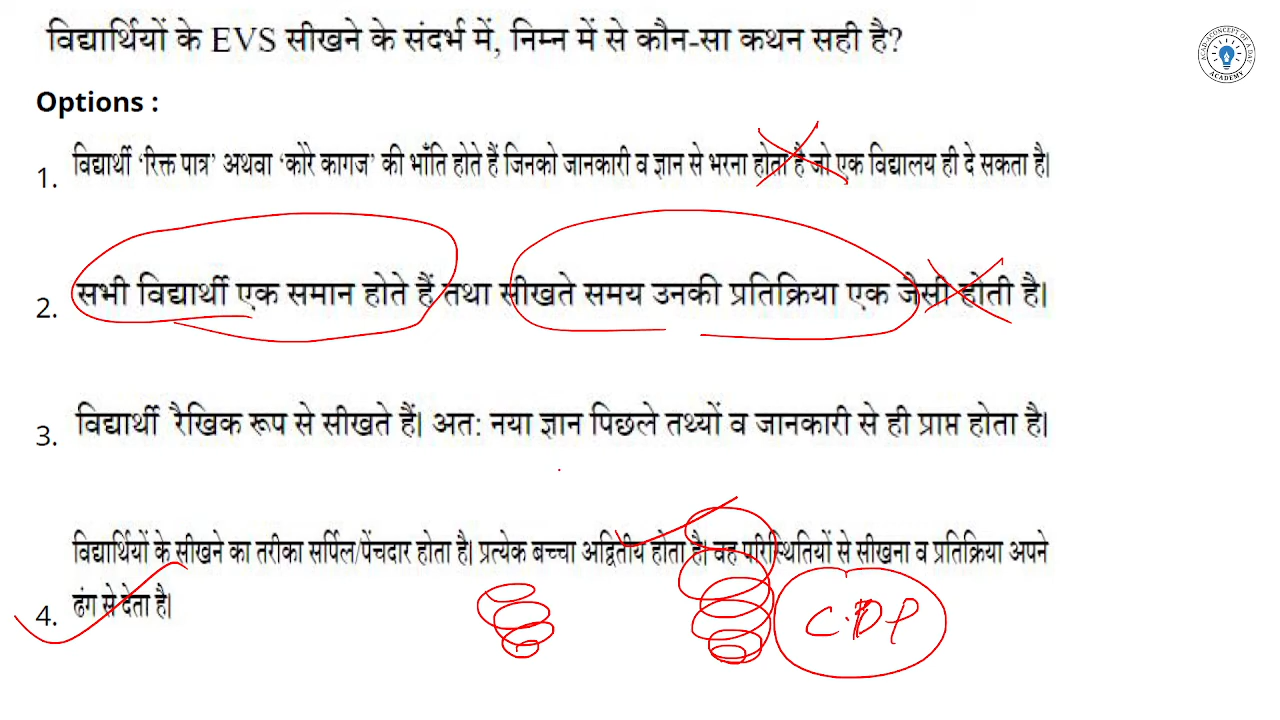 विद्यार्थियों के EVS सीखने के संदर्भ में, निम्न में से कौन-सा कथन सही है?
Options :
1. विद्यार्थी 'रिक्त पात्र' अथवा 'कोरे कागज' की भाँति होते हैं जिनको जानकारी व ज्ञान से भरना होता है जो एक विद्यालय ही दे सकता है।
2. सभी विद्यार्थी एक समान होते हैं तथा सीखते समय उनकी प्रतिक्रिया एक जैसी होती है।
3. विद्यार्थी रैखिक रूप से सीखते हैं। अत: नया ज्ञान पिछले तथ्यों व जानकारी से ही प्राप्त होता है।
विद्यार्थियों के सीखने का तरीका सर्पिल/पेंचदार होता है। प्रत्येक बच्चा अद्वितीय होता है। वह परिस्थितियों से सीखना व प्रतिक्रिया अपने
4. ढंग से देता है।
C.DP
ACADEMY